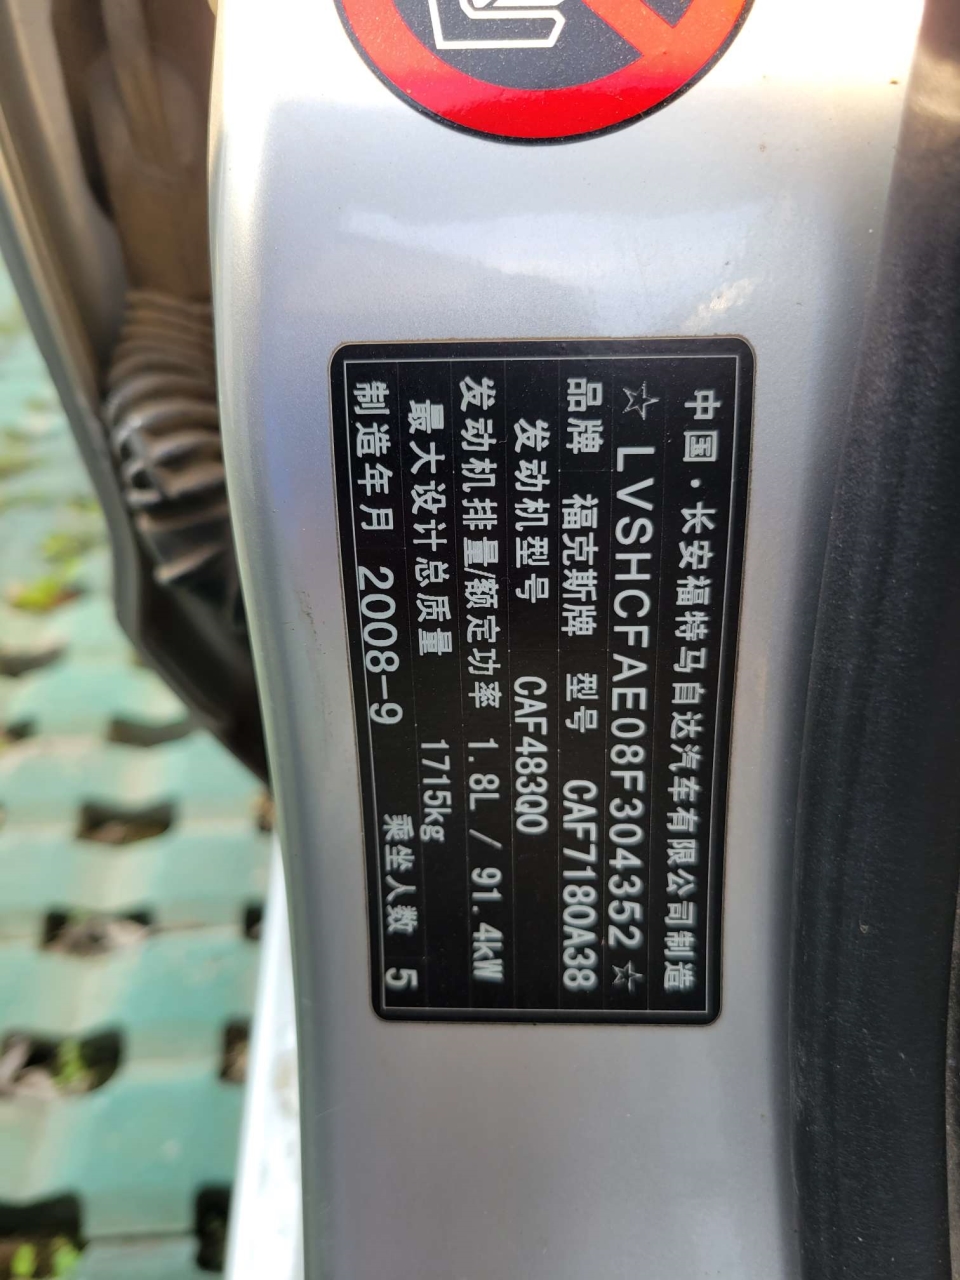 中国·长安福特马自达汽车有限公司制造
☆ LVSHCFAE08F304352 ☆
品牌 福克斯牌 型号 CAF7180A38
发动机型号 CAF483Q0
发动机排量/额定功率 1.8L / 91.4kW
最大设计总质量 1715kg
制造年月 2008-9 乘坐人数 5